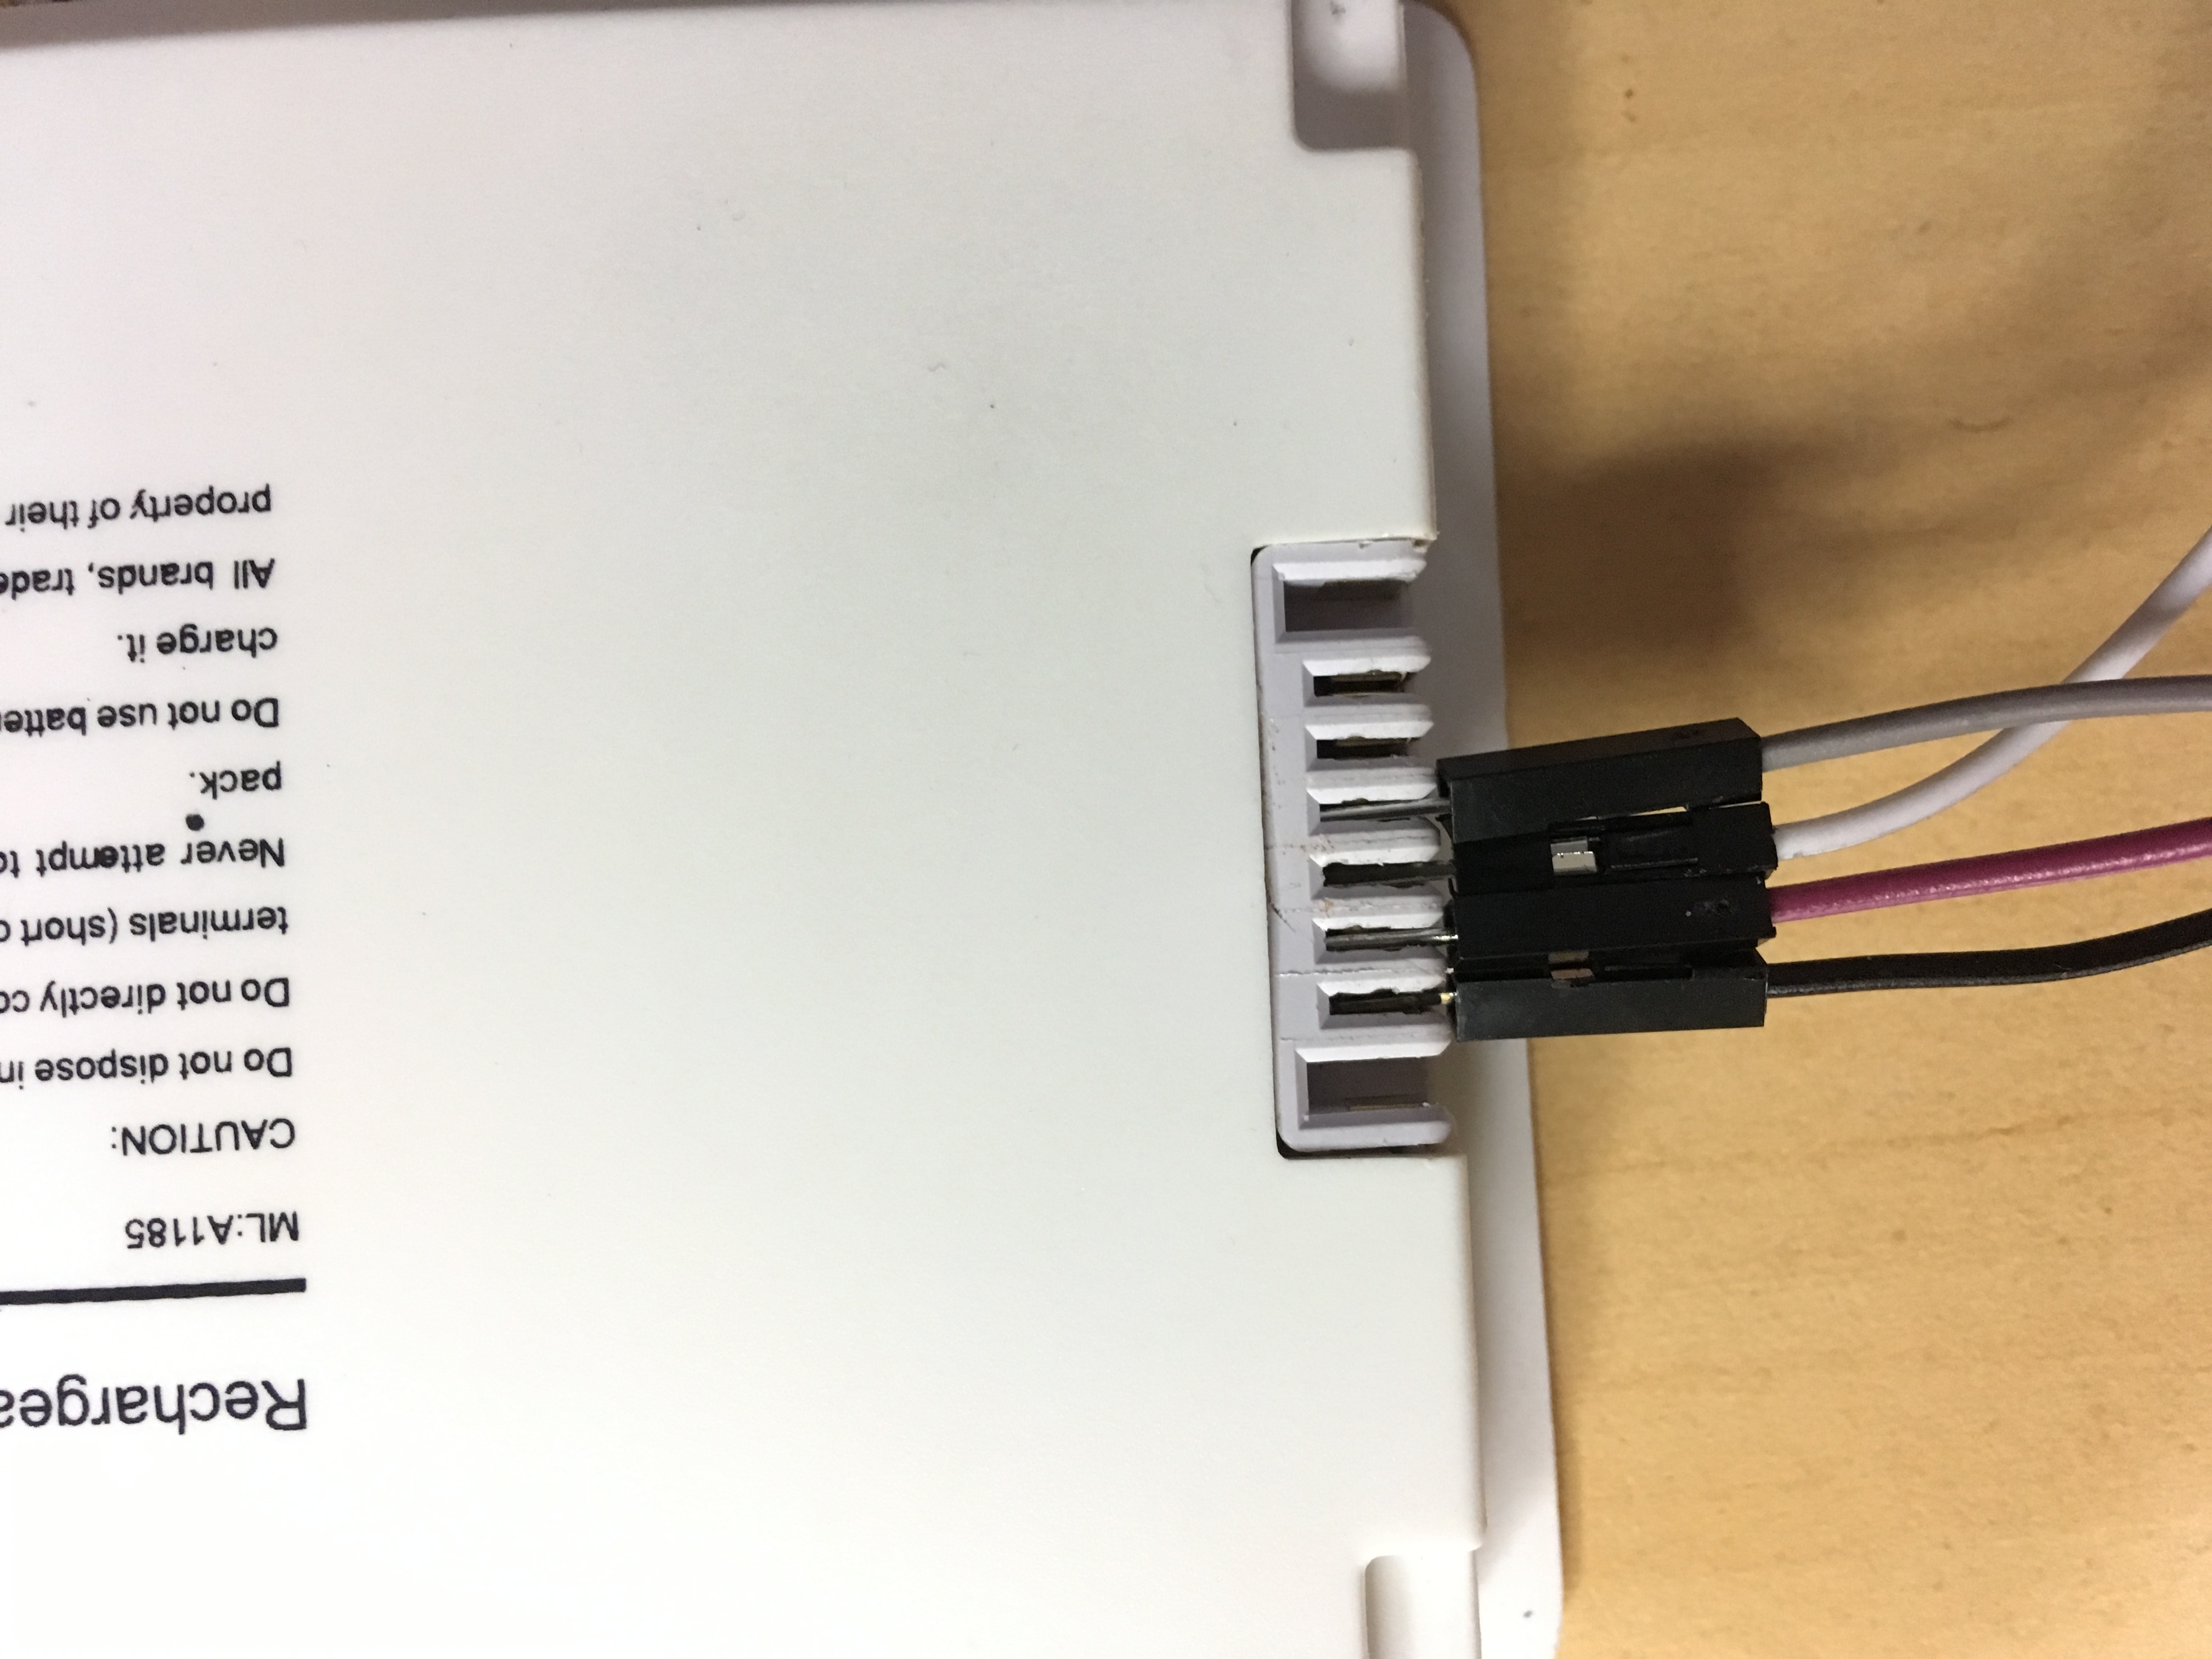 Rechargea
ML:A1185
CAUTION:
Do not dispose in
Do not directly co
terminals (short
Never attempt to
pack.
Do not use batte
charge it.
All brands, trade
property of their